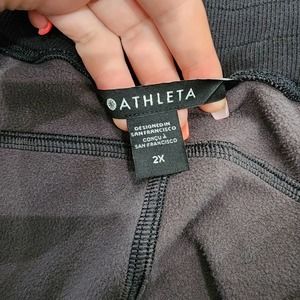 ATHLETA
DESIGNED IN
SAN FRANCISCO
CONÇU À
SAN FRANCISCO
2X